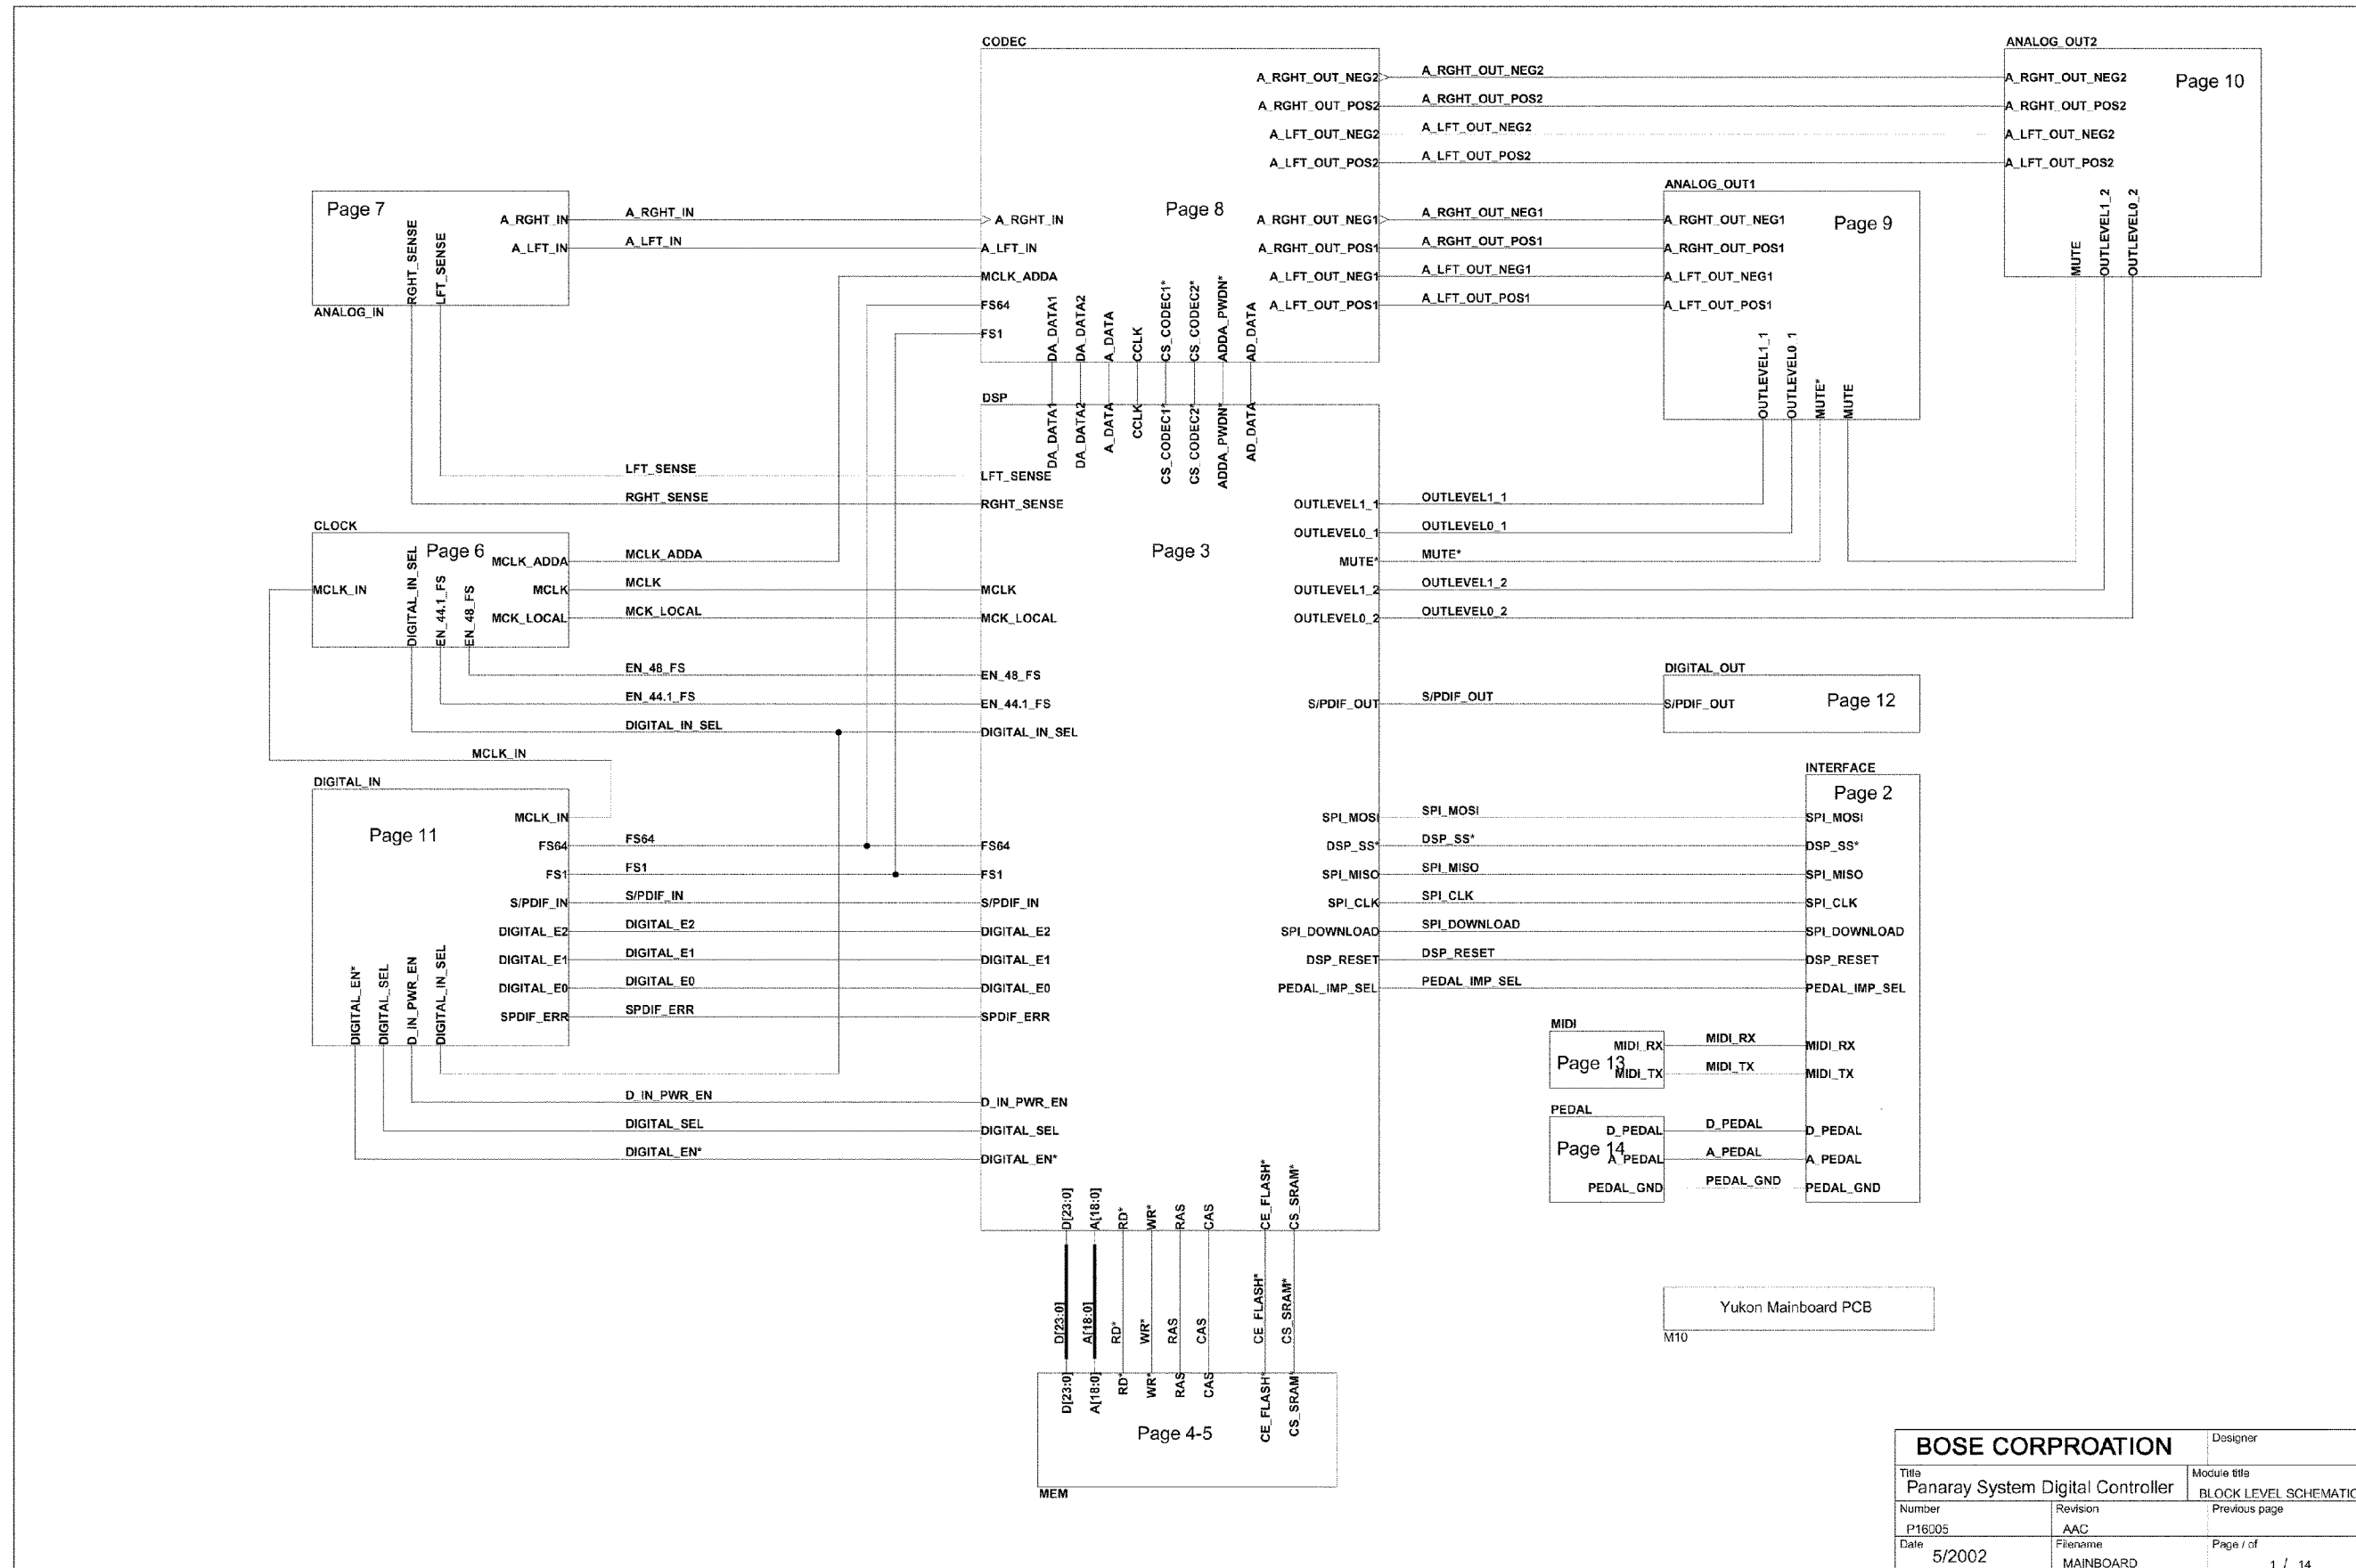 CODEC
A_RGHT_OUT_NEG2
A_RGHT_OUT_POS2
A_LFT_OUT_NEG2
A_LFT_OUT_POS2
Page 8
A_RGHT_IN
A_LFT_IN
MCLK_ADDA
FS64
FS1
A_RGHT_OUT_NEG1
A_RGHT_OUT_POS1
A_LFT_OUT_NEG1
A_LFT_OUT_POS1
DA_DATA1
DA_DATA2
A_DATA
CCLK
CS_CODEC1*
CS_CODEC2*
ADDA_PWDN*
AD_DATA
A_RGHT_OUT_NEG2
A_RGHT_OUT_POS2
A_LFT_OUT_NEG2
A_LFT_OUT_POS2
ANALOG_OUT2
Page 10
A_RGHT_OUT_NEG2
A_RGHT_OUT_POS2
A_LFT_OUT_NEG2
A_LFT_OUT_POS2
MUTE
OUTLEVEL1_2
OUTLEVEL0_2
Page 7
A_RGHT_IN
A_LFT_IN
RGHT_SENSE
LFT_SENSE
ANALOG_IN
A_RGHT_IN
A_LFT_IN
A_RGHT_OUT_NEG1
A_RGHT_OUT_POS1
A_LFT_OUT_NEG1
A_LFT_OUT_POS1
ANALOG_OUT1
Page 9
A_RGHT_OUT_NEG1
A_RGHT_OUT_POS1
A_LFT_OUT_NEG1
A_LFT_OUT_POS1
OUTLEVEL1_1
OUTLEVEL0_1
MUTE*
MUTE
DSP
DA_DATA1
DA_DATA2
A_DATA
CCLK
CS_CODEC1*
CS_CODEC2*
ADDA_PWDN*
AD_DATA
LFT_SENSE
RGHT_SENSE
LFT_SENSE
RGHT_SENSE
Page 3
CLOCK
Page 6
MCLK_IN
DIGITAL_IN_SEL
EN_44.1_FS
EN_48_FS
MCLK_ADDA
MCLK
MCK_LOCAL
MCLK_ADDA
MCLK
MCK_LOCAL
EN_48_FS
EN_44.1_FS
DIGITAL_IN_SEL
MCLK_IN
MCLK
MCK_LOCAL
EN_48_FS
EN_44.1_FS
DIGITAL_IN_SEL
OUTLEVEL1_1
OUTLEVEL0_1
MUTE*
OUTLEVEL1_2
OUTLEVEL0_2
S/PDIF_OUT
OUTLEVEL1_1
OUTLEVEL0_1
MUTE*
OUTLEVEL1_2
OUTLEVEL0_2
S/PDIF_OUT
DIGITAL_OUT
S/PDIF_OUT
Page 12
DIGITAL_IN
Page 11
MCLK_IN
FS64
FS1
S/PDIF_IN
DIGITAL_E2
DIGITAL_E1
DIGITAL_E0
SPDIF_ERR
DIGITAL_EN*
DIGITAL_SEL
D_IN_PWR_EN
DIGITAL_IN_SEL
FS64
FS1
S/PDIF_IN
DIGITAL_E2
DIGITAL_E1
DIGITAL_E0
SPDIF_ERR
D_IN_PWR_EN
DIGITAL_SEL
DIGITAL_EN*
FS64
FS1
S/PDIF_IN
DIGITAL_E2
DIGITAL_E1
DIGITAL_E0
SPDIF_ERR
D_IN_PWR_EN
DIGITAL_SEL
DIGITAL_EN*
SPI_MOSI
DSP_SS*
SPI_MISO
SPI_CLK
SPI_DOWNLOAD
DSP_RESET
PEDAL_IMP_SEL
SPI_MOSI
DSP_SS*
SPI_MISO
SPI_CLK
SPI_DOWNLOAD
DSP_RESET
PEDAL_IMP_SEL
INTERFACE
Page 2
SPI_MOSI
DSP_SS*
SPI_MISO
SPI_CLK
SPI_DOWNLOAD
DSP_RESET
PEDAL_IMP_SEL
MIDI_RX
MIDI_TX
D_PEDAL
A_PEDAL
PEDAL_GND
MIDI
MIDI_RX
Page 13
MIDI_TX
MIDI_RX
MIDI_TX
PEDAL
D_PEDAL
Page 14
A_PEDAL
PEDAL_GND
D_PEDAL
A_PEDAL
PEDAL_GND
D[23:0]
A[18:0]
RD*
WR*
RAS
CAS
CE_FLASH*
CS_SRAM*
D[23:0]
A[18:0]
RD*
WR*
RAS
CAS
CE_FLASH*
CS_SRAM*
D[23:0]
A[18:0]
RD*
WR*
RAS
CAS
CE_FLASH*
CS_SRAM*
Page 4-5
MEM
Yukon Mainboard PCB
M10
BOSE CORPROATION
Designer
Title
Panaray System Digital Controller
Module title
BLOCK LEVEL SCHEMATIC
Number
P16005
Revision
AAC
Previous page
Date
5/2002
Filename
MAINBOARD
Page / of
1 / 14